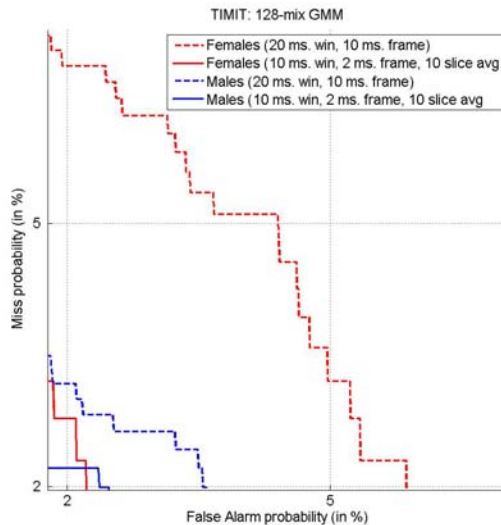 TIMIT: 128-mix GMM
Females (20 ms. win, 10 ms. frame)
Females (10 ms. win, 2 ms. frame, 10 slice avg
Males (20 ms. win, 10 ms. frame)
Males (10 ms. win, 2 ms. frame, 10 slice avg
Miss probability (in %)
5
2
2 5
False Alarm probability (in %)